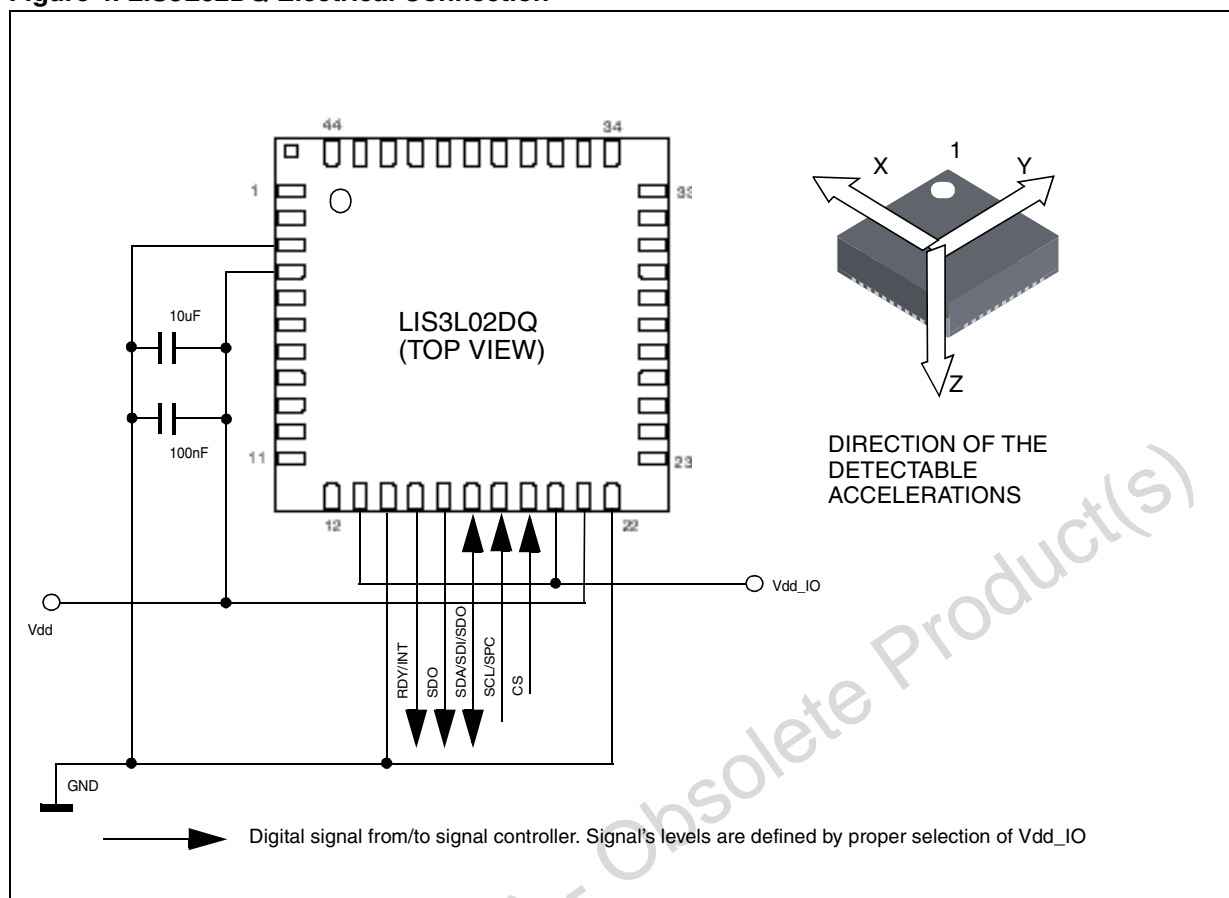 44
34
1
33
10uF
LIS3L02DQ
(TOP VIEW)
100nF
11
23
12
22
X
1
Y
Z
DIRECTION OF THE
DETECTABLE
ACCELERATIONS
Vdd_IO
Vdd
RDY/INT
SDO
SDA/SDI/SDO
SCL/SPC
CS
GND
Digital signal from/to signal controller. Signal's levels are defined by proper selection of Vdd_IO
- Obsolete Product(s)